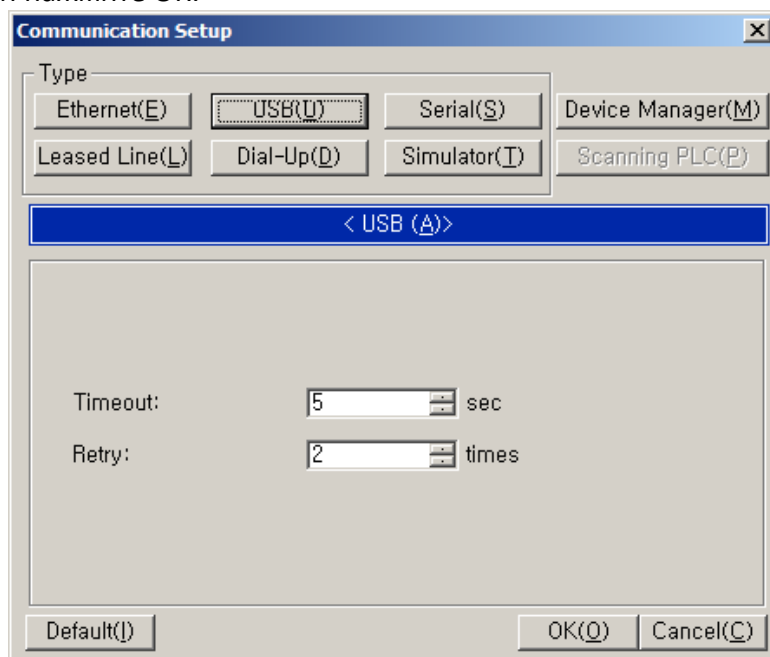 Communication Setup
Type
Ethernet(E) USB(U) Serial(S) Device Manager(M)
Leased Line(L) Dial-Up(D) Simulator(T) Scanning PLC(P)
< USB (A)>
Timeout: 5 sec
Retry: 2 times
Default(I) OK(O) Cancel(C)